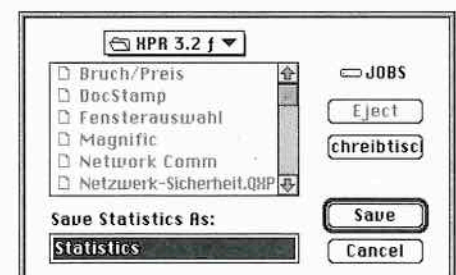 XPR 3.2 ƒ
Bruch/Preis
DocStamp
Fensterauswahl
Magnific
Network Comm
Netzwerk-Sicherheit.QXP
JOBS
Eject
chreibtisc
Save Statistics As:
Statistics
Save
Cancel